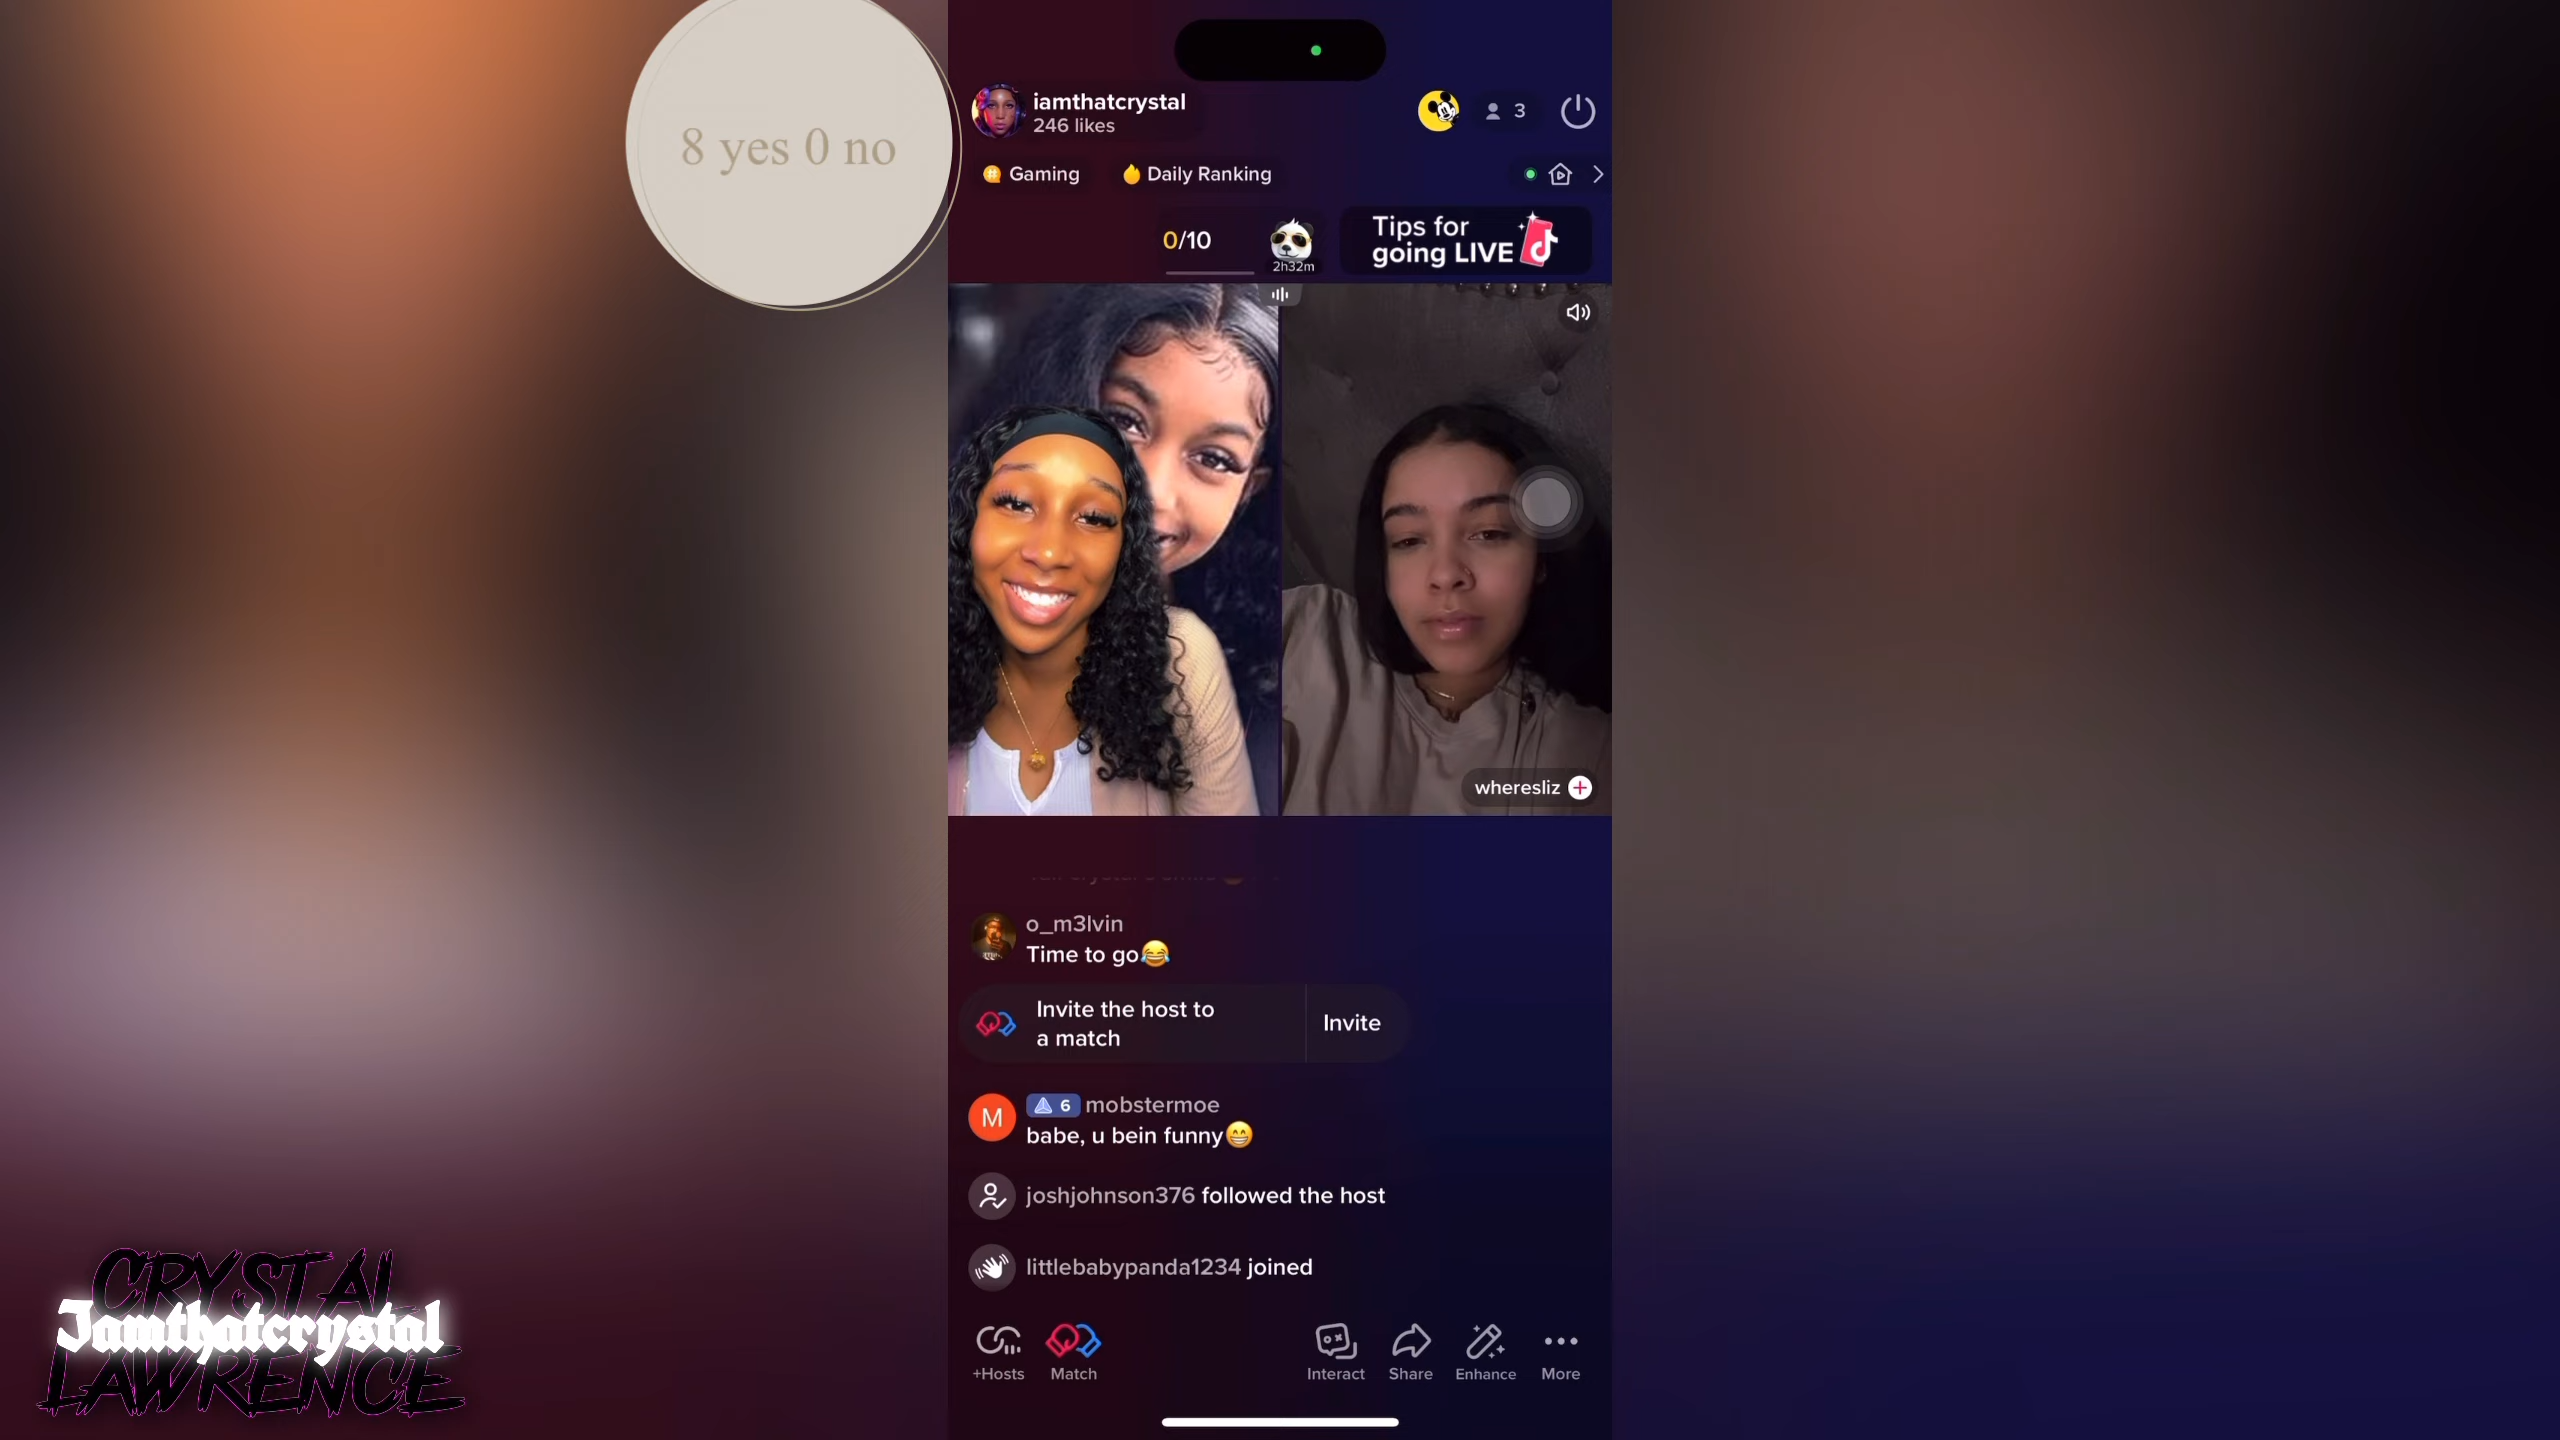 8 yes 0 no
iamthatcrystal
246 likes
3
Gaming
Daily Ranking
0/10
2h32m
Tips for
going LIVE
wheresliz
o_m3lvin
Time to go😂
Invite the host to
a match
Invite
M
6 mobstermoe
babe, u bein funny😁
joshjohnson376 followed the host
littlebabypanda1234 joined
+Hosts
Match
Interact
Share
Enhance
More
CRYSTAL
Iamthatcrystal
LAWRENCE